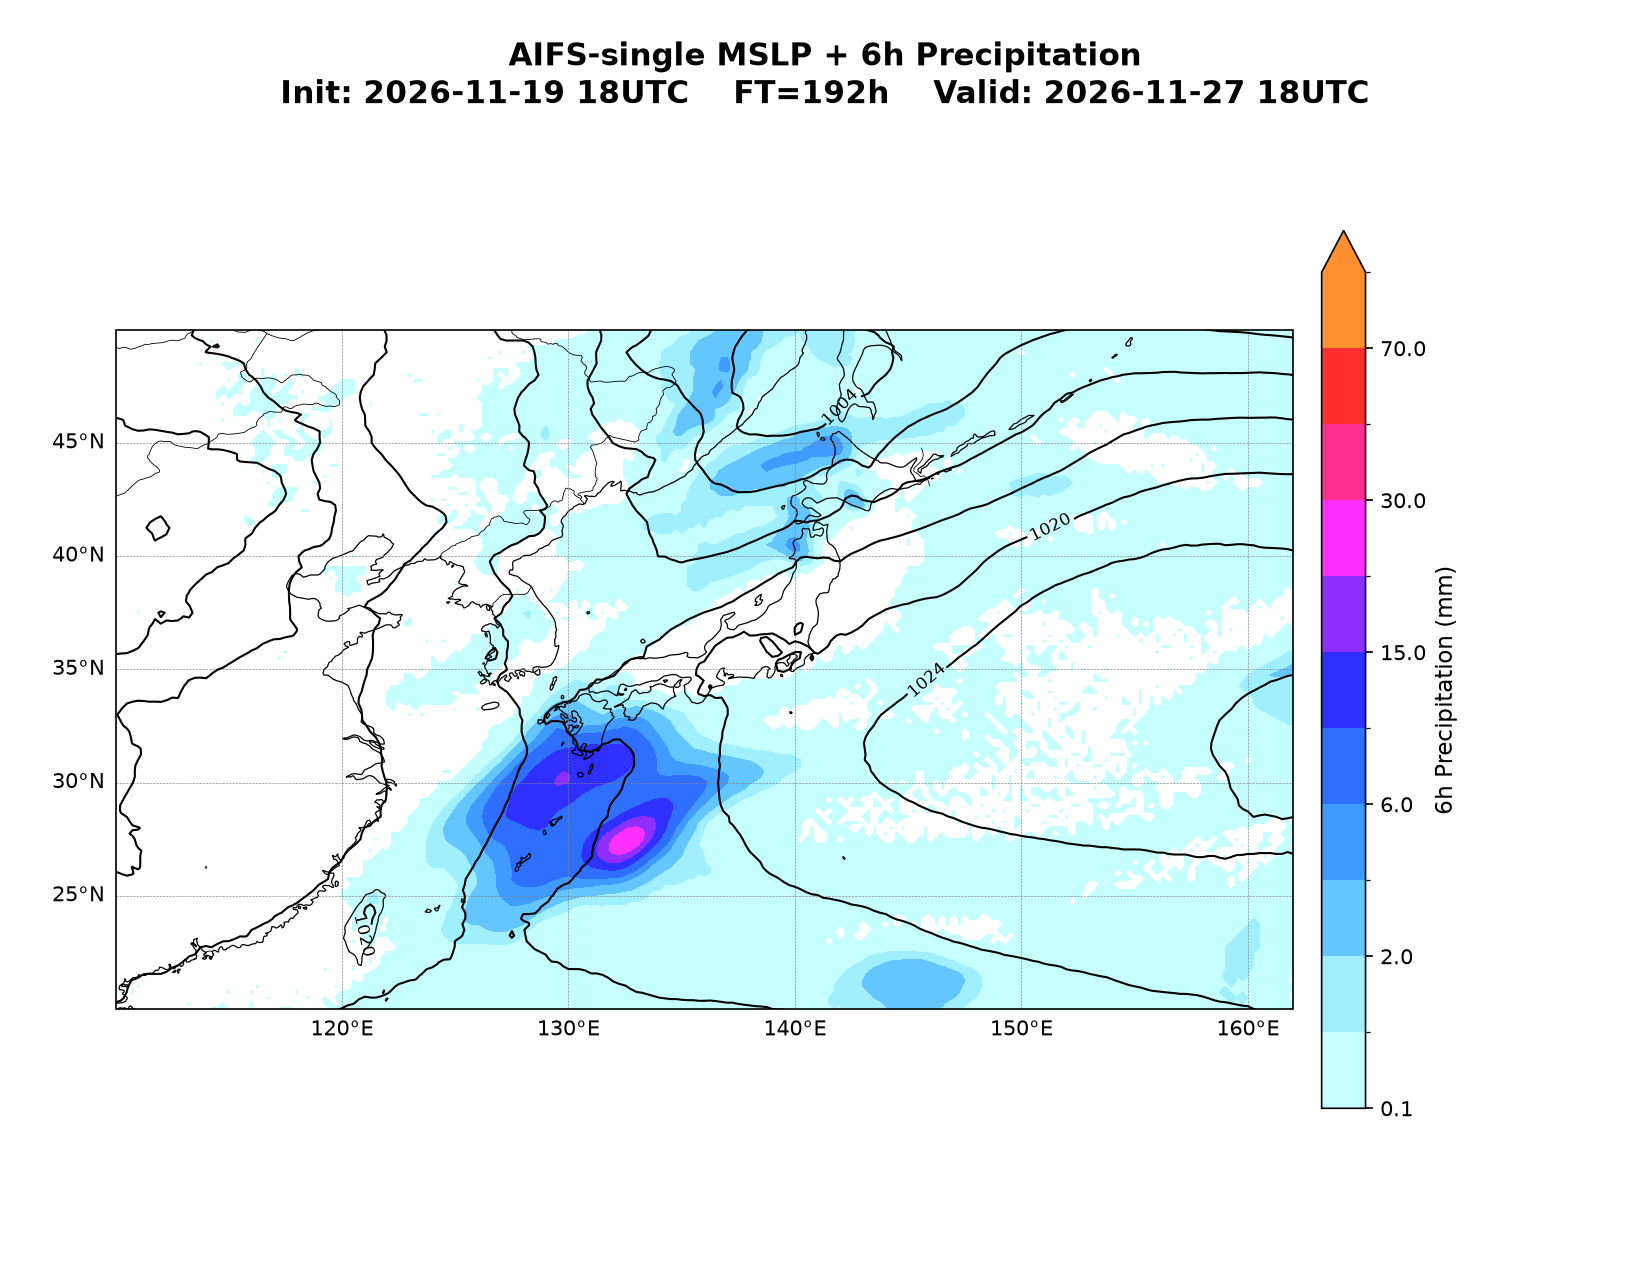 AIFS-single MSLP + 6h Precipitation
Init: 2026-11-19 18UTC    FT=192h    Valid: 2026-11-27 18UTC
70.0
30.0
15.0
6.0
2.0
0.1
6h Precipitation (mm)
45°N
40°N
35°N
30°N
25°N
1004
1020
1024
1020
120°E
130°E
140°E
150°E
160°E